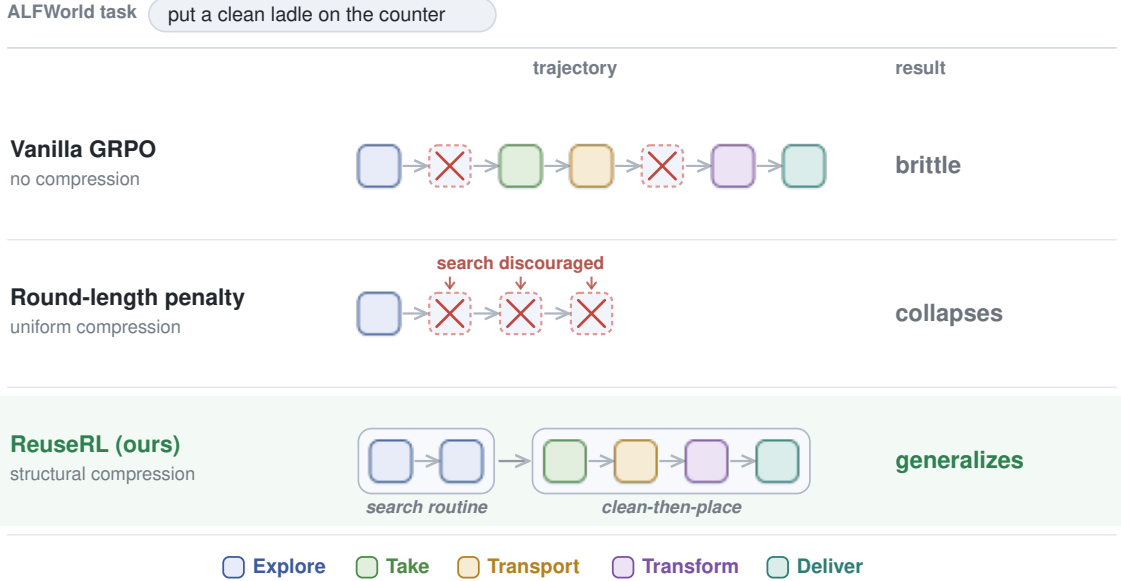 ALFWorld task put a clean ladle on the counter
trajectory result
Vanilla GRPO
no compression
brittle
search discouraged
Round-length penalty
uniform compression
collapses
ReuseRL (ours)
structural compression
generalizes
search routine clean-then-place
Explore Take Transport Transform Deliver